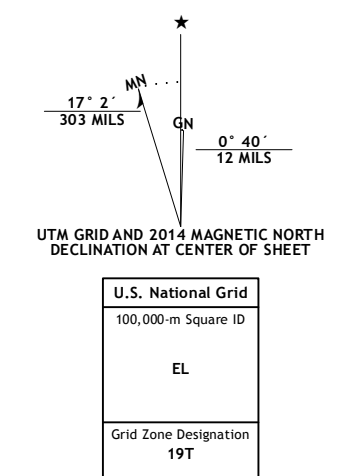 ★
MN
GN
17° 2´
303 MILS
0° 40´
12 MILS
UTM GRID AND 2014 MAGNETIC NORTH
DECLINATION AT CENTER OF SHEET
U.S. National Grid
100,000-m Square ID
EL
Grid Zone Designation
19T